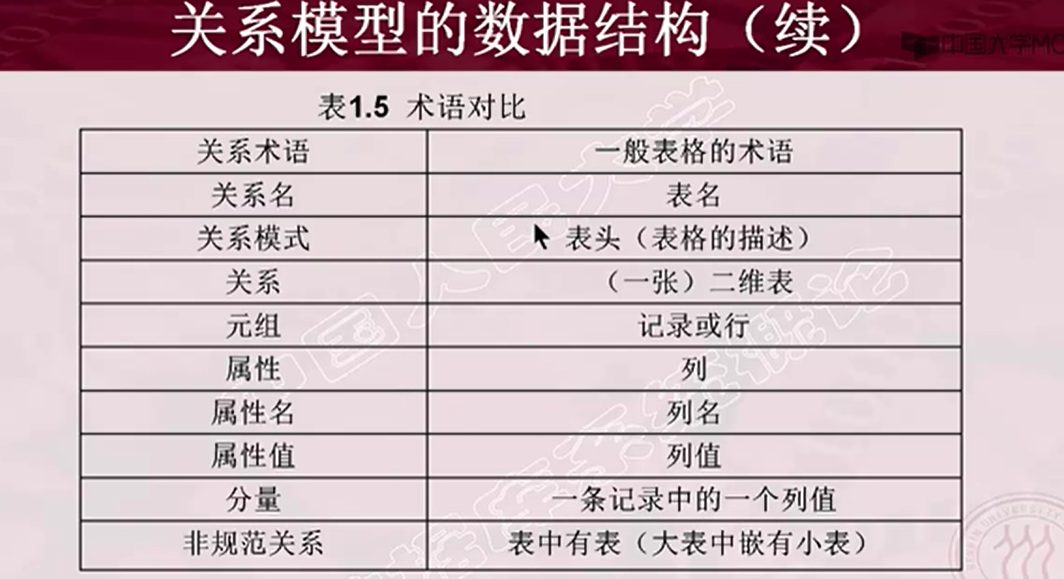 关系模型的数据结构（续）
中国大学MO
表1.5 术语对比
关系术语 一般表格的术语
关系名 表名
关系模式 表头（表格的描述）
关系 （一张）二维表
元组 记录或行
属性 列
属性名 列名
属性值 列值
分量 一条记录中的一个列值
非规范关系 表中有表（大表中嵌有小表）